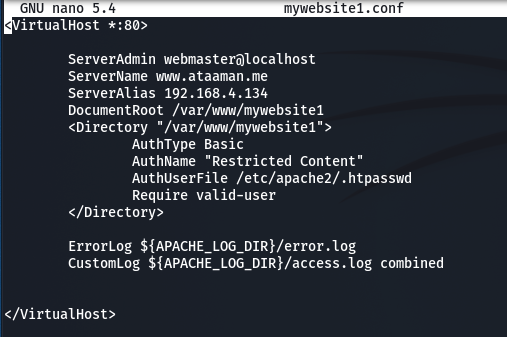 GNU nano 5.4 mywebsite1.conf
<VirtualHost *:80>
ServerAdmin webmaster@localhost
ServerName www.ataaman.me
ServerAlias 192.168.4.134
DocumentRoot /var/www/mywebsite1
<Directory "/var/www/mywebsite1">
AuthType Basic
AuthName "Restricted Content"
AuthUserFile /etc/apache2/.htpasswd
Require valid-user
</Directory>
ErrorLog ${APACHE_LOG_DIR}/error.log
CustomLog ${APACHE_LOG_DIR}/access.log combined
</VirtualHost>